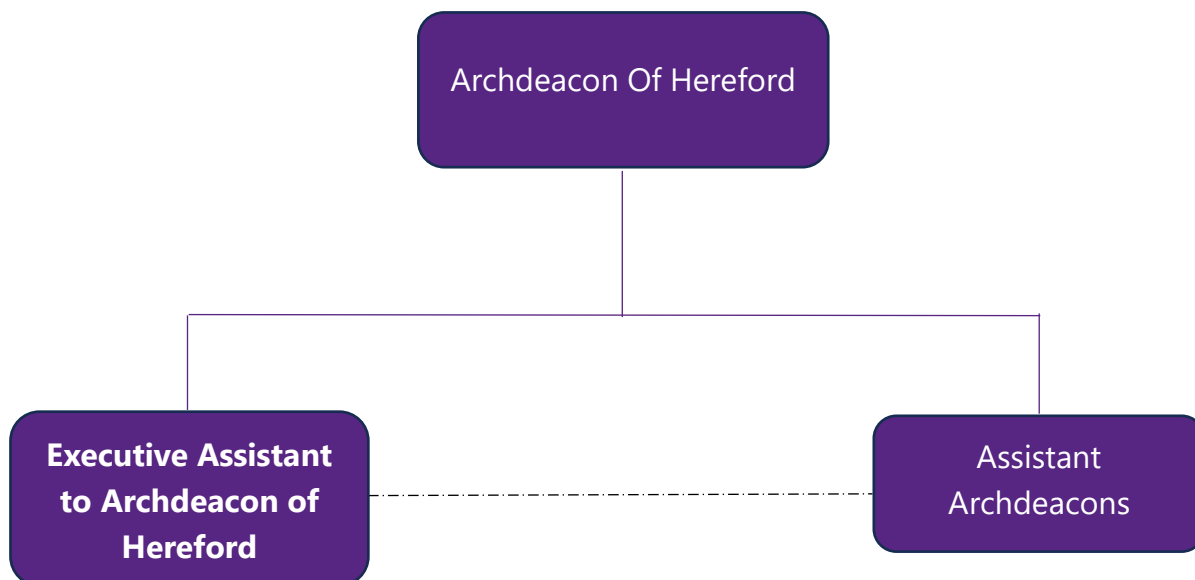 Archdeacon Of Hereford
Executive Assistant
to Archdeacon of
Hereford
Assistant
Archdeacons